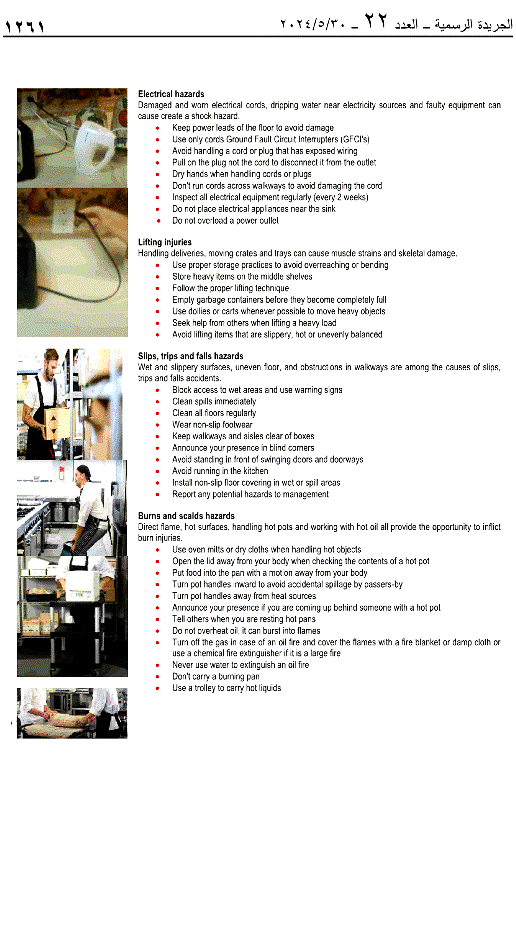 الجريدة الرسمية – العدد ٢٢ – ٢٠٢٤/٥/٣٠
١٢٦١
Electrical hazards
Damaged and worn electrical cords, dripping water near electricity sources and faulty equipment can
cause create a shock hazard.
• Keep power leads of the floor to avoid damage
• Use only cords Ground Fault Circuit Interrupters (GFCI's)
• Avoid handling a cord or plug that has exposed wiring
• Pull on the plug not the cord to disconnect it from the outlet
• Dry hands when handling cords or plugs
• Don't run cords across walkways to avoid damaging the cord
• Inspect all electrical equipment regularly (every 2 weeks)
• Do not place electrical appliances near the sink
• Do not overload a power outlet
Lifting injuries
Handling deliveries, moving crates and trays can cause muscle strains and skeletal damage.
• Use proper storage practices to avoid overreaching or bending
• Store heavy items on the middle shelves
• Follow the proper lifting technique
• Empty garbage containers before they become completely full
• Use dollies or carts whenever possible to move heavy objects
• Seek help from others when lifting a heavy load
• Avoid lifting items that are slippery, hot or unevenly balanced
Slips, trips and falls hazards
Wet and slippery surfaces, uneven floor, and obstructions in walkways are among the causes of slips,
trips and falls accidents.
• Block access to wet areas and use warning signs
• Clean spills immediately
• Clean all floors regularly
• Wear non-slip footwear
• Keep walkways and aisles clear of boxes
• Announce your presence in blind corners
• Avoid standing in front of swinging doors and doorways
• Avoid running in the kitchen
• Install non-slip floor covering in wet or spill areas
• Report any potential hazards to management
Burns and scalds hazards
Direct flame, hot surfaces, handling hot pots and working with hot oil all provide the opportunity to inflict
burn injuries.
• Use oven mitts or dry cloths when handling hot objects
• Open the lid away from your body when checking the contents of a hot pot
• Put food into the pan with a motion away from your body
• Turn pot handles inward to avoid accidental spillage by passers-by
• Turn pot handles away from heat sources
• Announce your presence if you are coming up behind someone with a hot pot
• Tell others when you are resting hot pans
• Do not overheat oil, it can burst into flames
• Turn off the gas in case of an oil fire and cover the flames with a fire blanket or damp cloth or
use a chemical fire extinguisher if it is a large fire
• Never use water to extinguish an oil fire
• Don't carry a burning pan
• Use a trolley to carry hot liquids